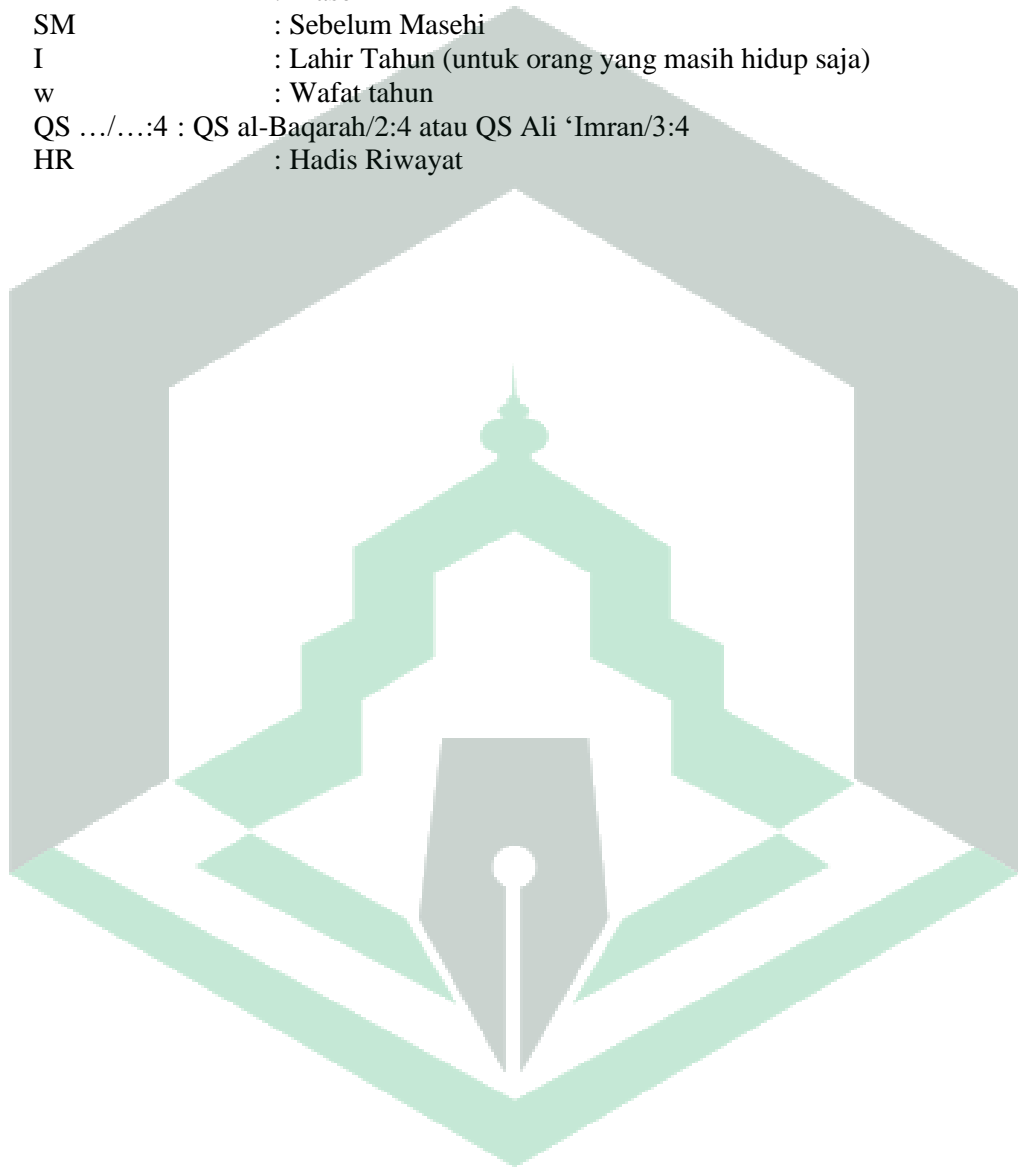 SM : Sebelum Masehi
I : Lahir Tahun (untuk orang yang masih hidup saja)
w : Wafat tahun
QS …/…:4 : QS al-Baqarah/2:4 atau QS Ali ‘Imran/3:4
HR : Hadis Riwayat